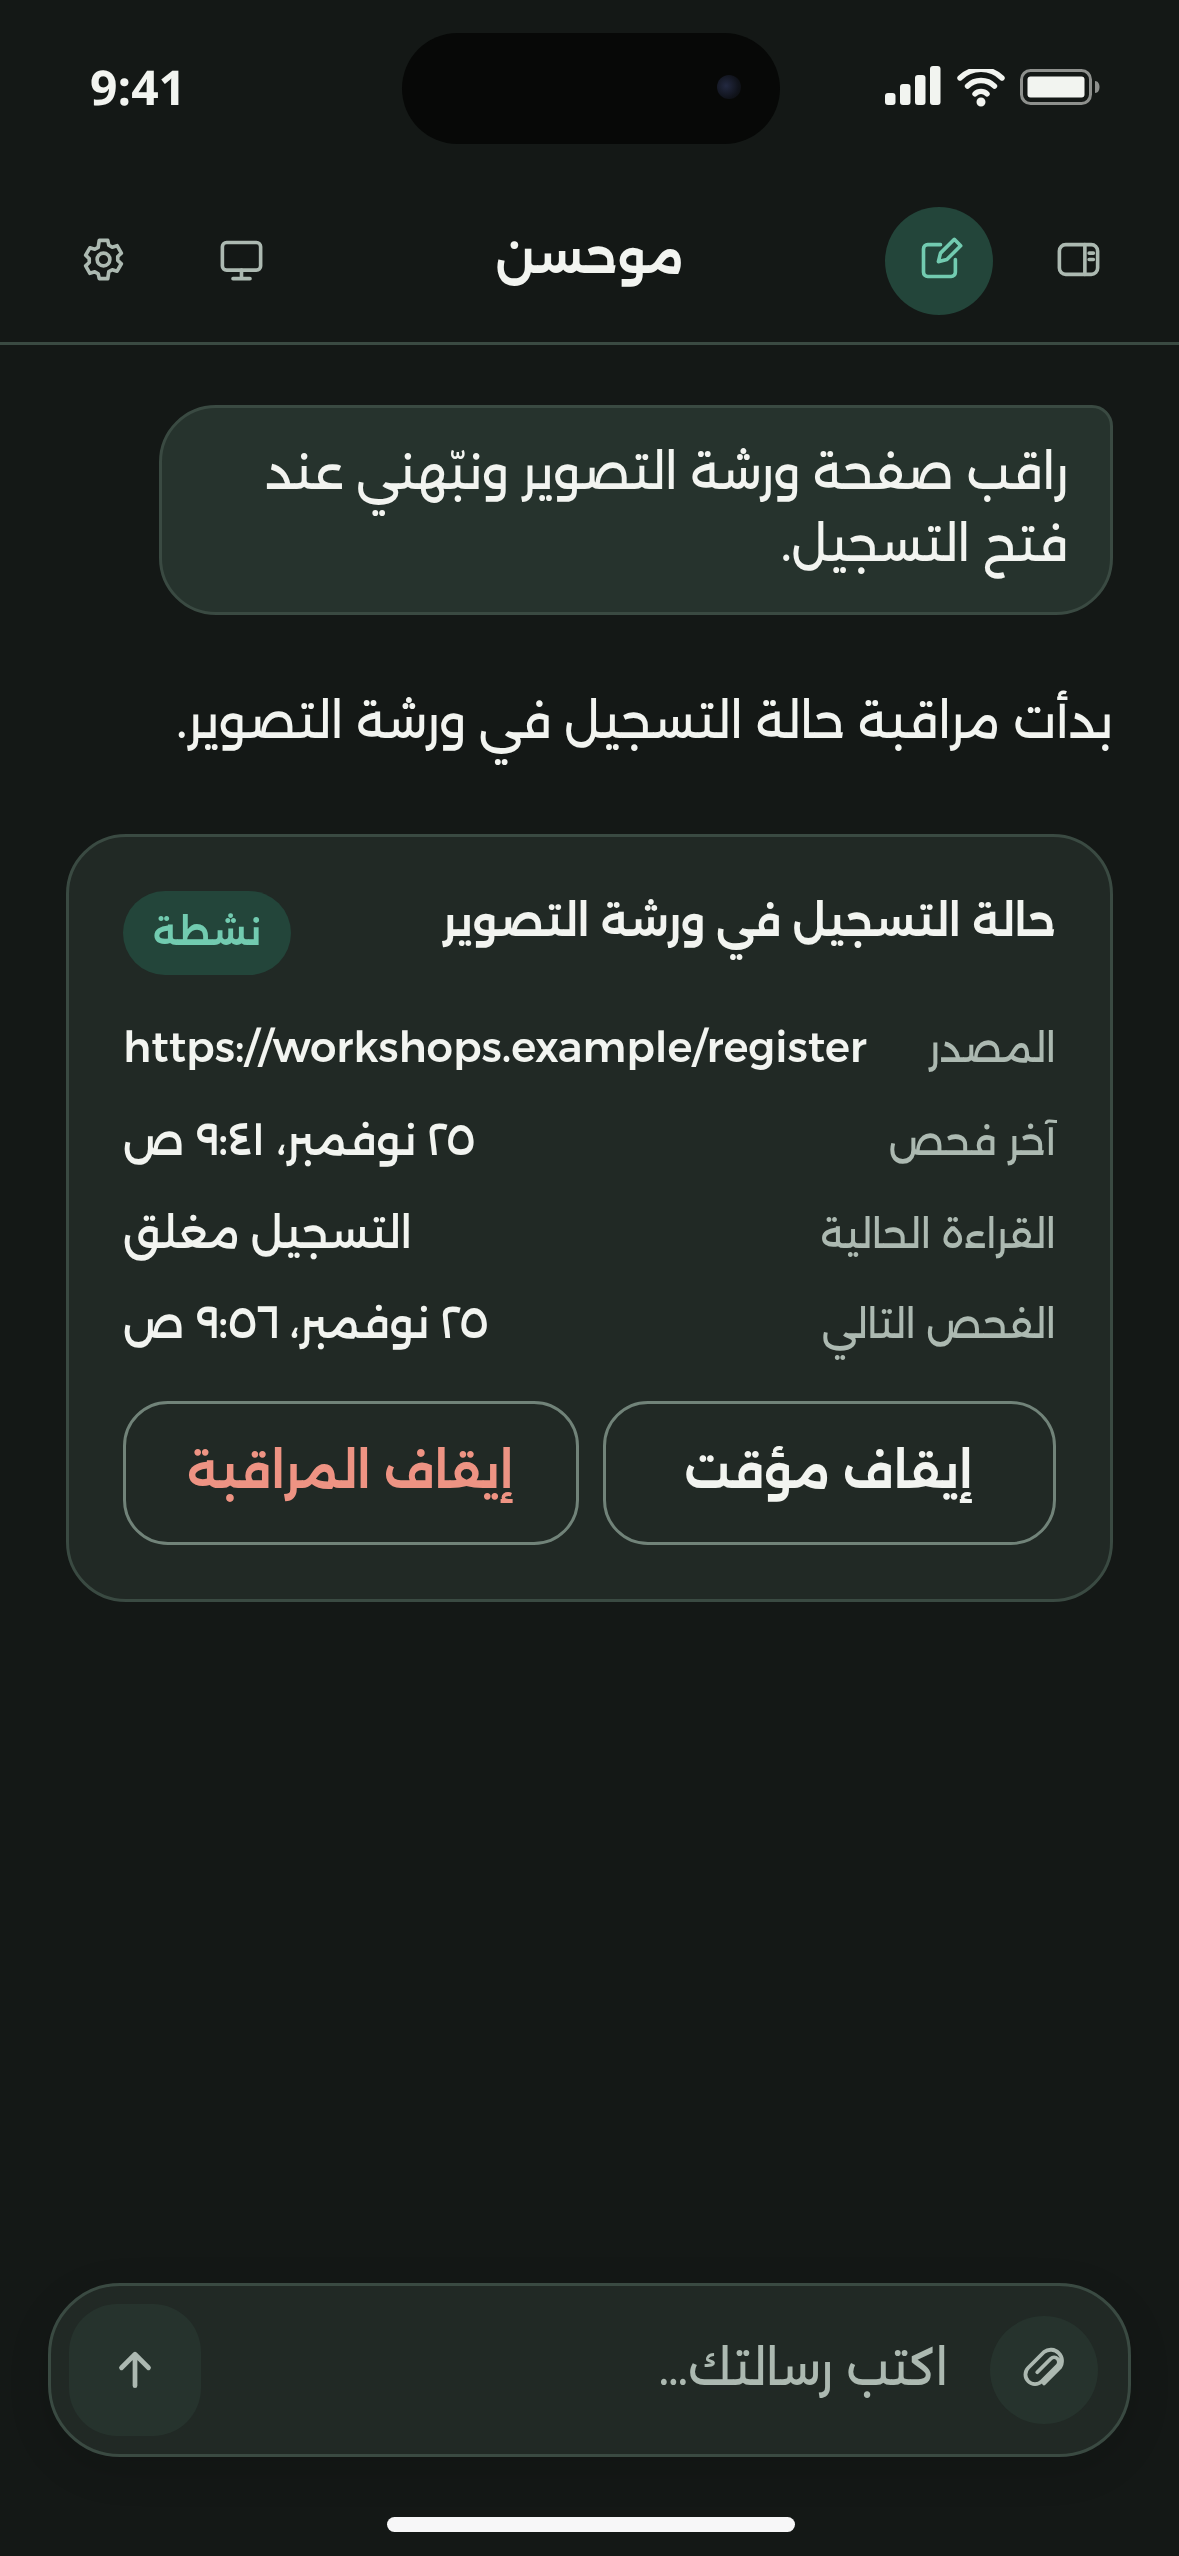 9:41
موحسن
راقب صفحة ورشة التصوير ونبّهني عند
فتح التسجيل.
بدأت مراقبة حالة التسجيل في ورشة التصوير.
حالة التسجيل في ورشة التصوير
نشطة
المصدر https://workshops.example/register
آخر فحص ٢٥ نوفمبر، ٩:٤١ ص
القراءة الحالية التسجيل مغلق
الفحص التالي ٢٥ نوفمبر، ٩:٥٦ ص
إيقاف مؤقت
إيقاف المراقبة
اكتب رسالتك...